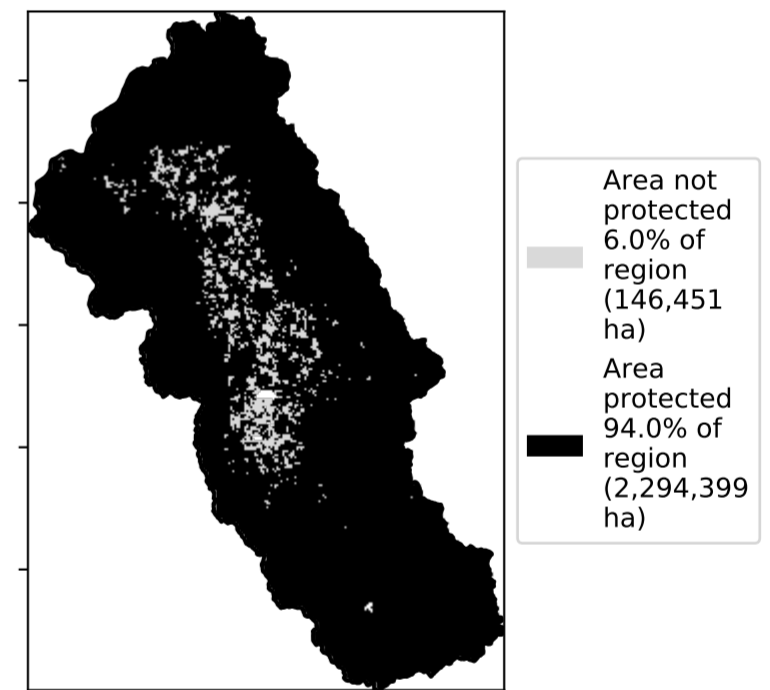 Area not
protected
6.0% of
region
(146,451
ha)
Area
protected
94.0% of
region
(2,294,399
ha)